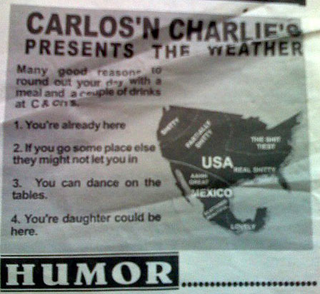 CARLOS'N CHARLIE'S
PRESENTS THE WEATHER
Many good reasons to
round out your day with a
meal and a couple of drinks
at C & Ch's.
1. You're already here
2. If you go some place else
they might not let you in
3. You can dance on the
tables.
4. You're daughter could be
here.
SHITTY
PARTIALLY
SHITTY
THE SHIT
TIEST
USA
REAL SHITTY
AAHH
GREAT
MEXICO
LOVELY
HUMOR